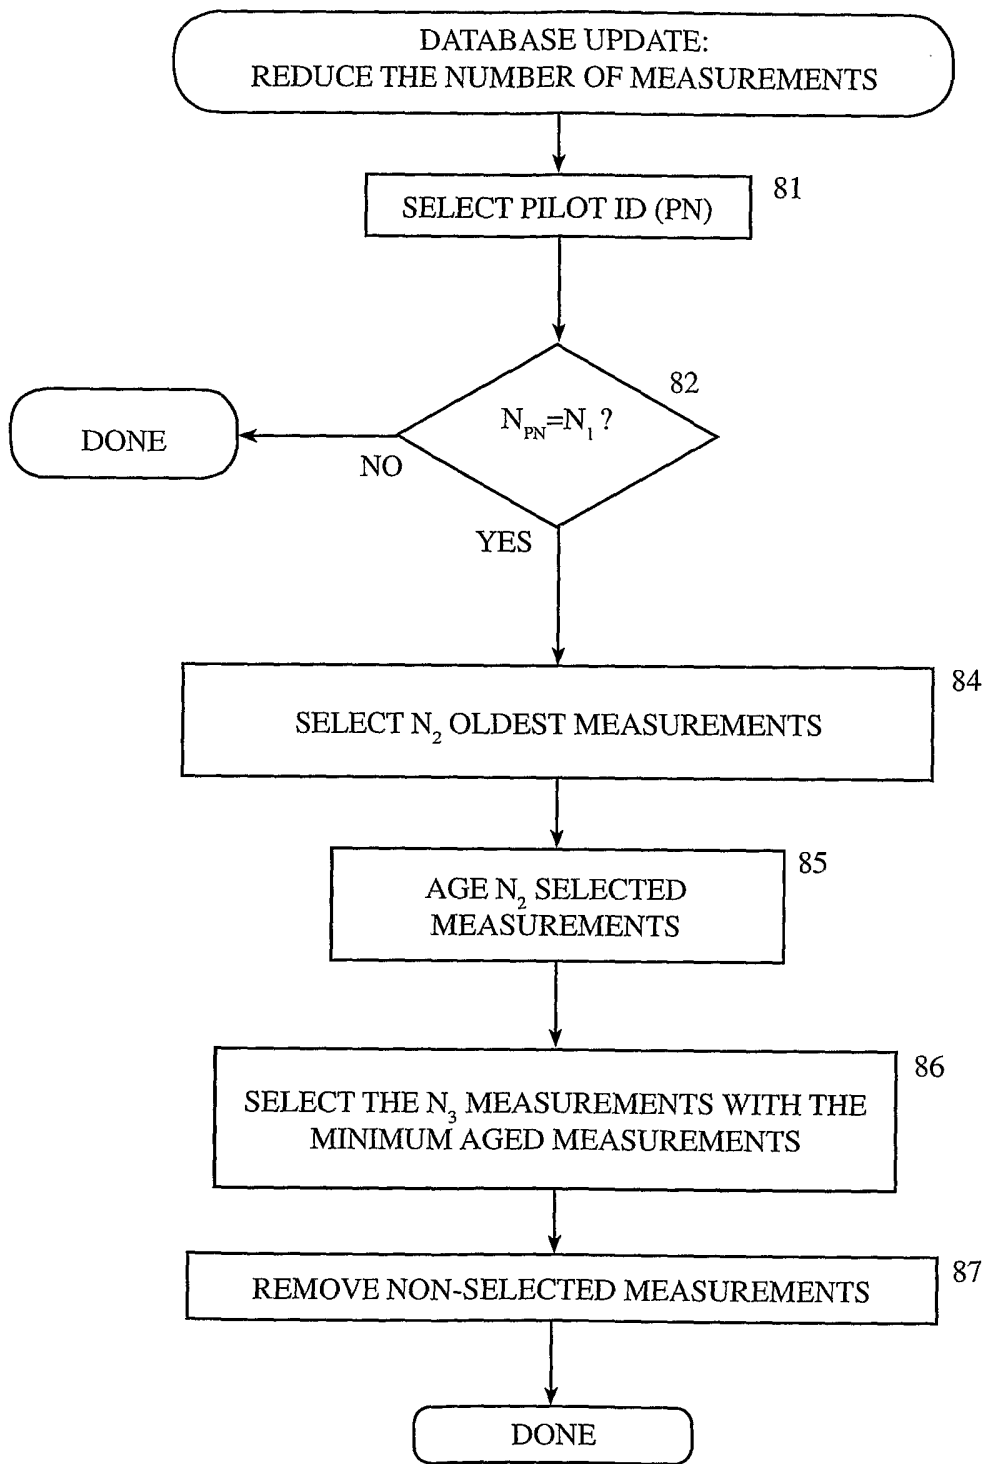 DATABASE UPDATE:
REDUCE THE NUMBER OF MEASUREMENTS
81
SELECT PILOT ID (PN)
82
N_PN=N_1 ?
DONE
NO
YES
84
SELECT N_2 OLDEST MEASUREMENTS
85
AGE N_2 SELECTED
MEASUREMENTS
86
SELECT THE N_3 MEASUREMENTS WITH THE
MINIMUM AGED MEASUREMENTS
87
REMOVE NON-SELECTED MEASUREMENTS
DONE